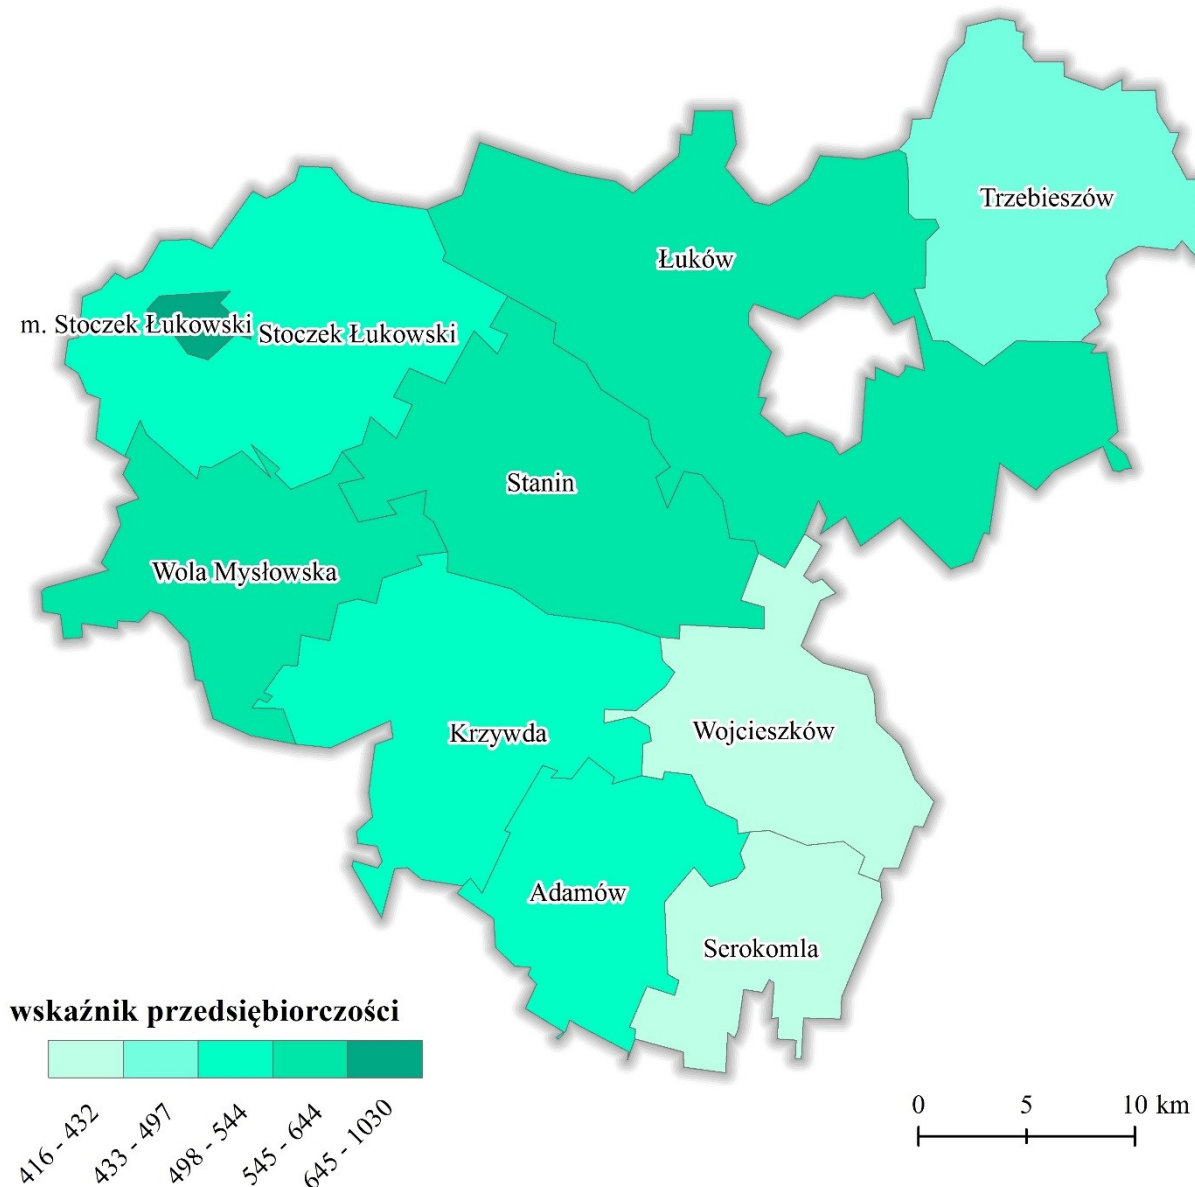 Trzebieszów
Łuków
m. Stoczek Łukowski
Stoczek Łukowski
Stanin
Wola Mysłowska
Krzywda
Wojcieszków
Adamów
Serokomla
wskaźnik przedsiębiorczości
416 - 432
433 - 497
498 - 544
545 - 644
645 - 1030
0 5 10 km